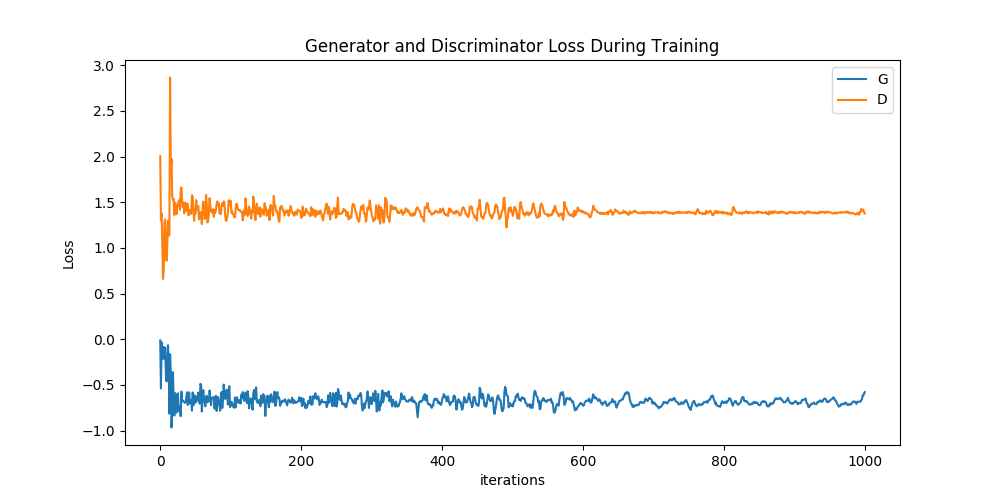 Generator and Discriminator Loss During Training
G
D
3.0
2.5
2.0
1.5
1.0
0.5
0.0
−0.5
−1.0
Loss
0 200 400 600 800 1000
iterations